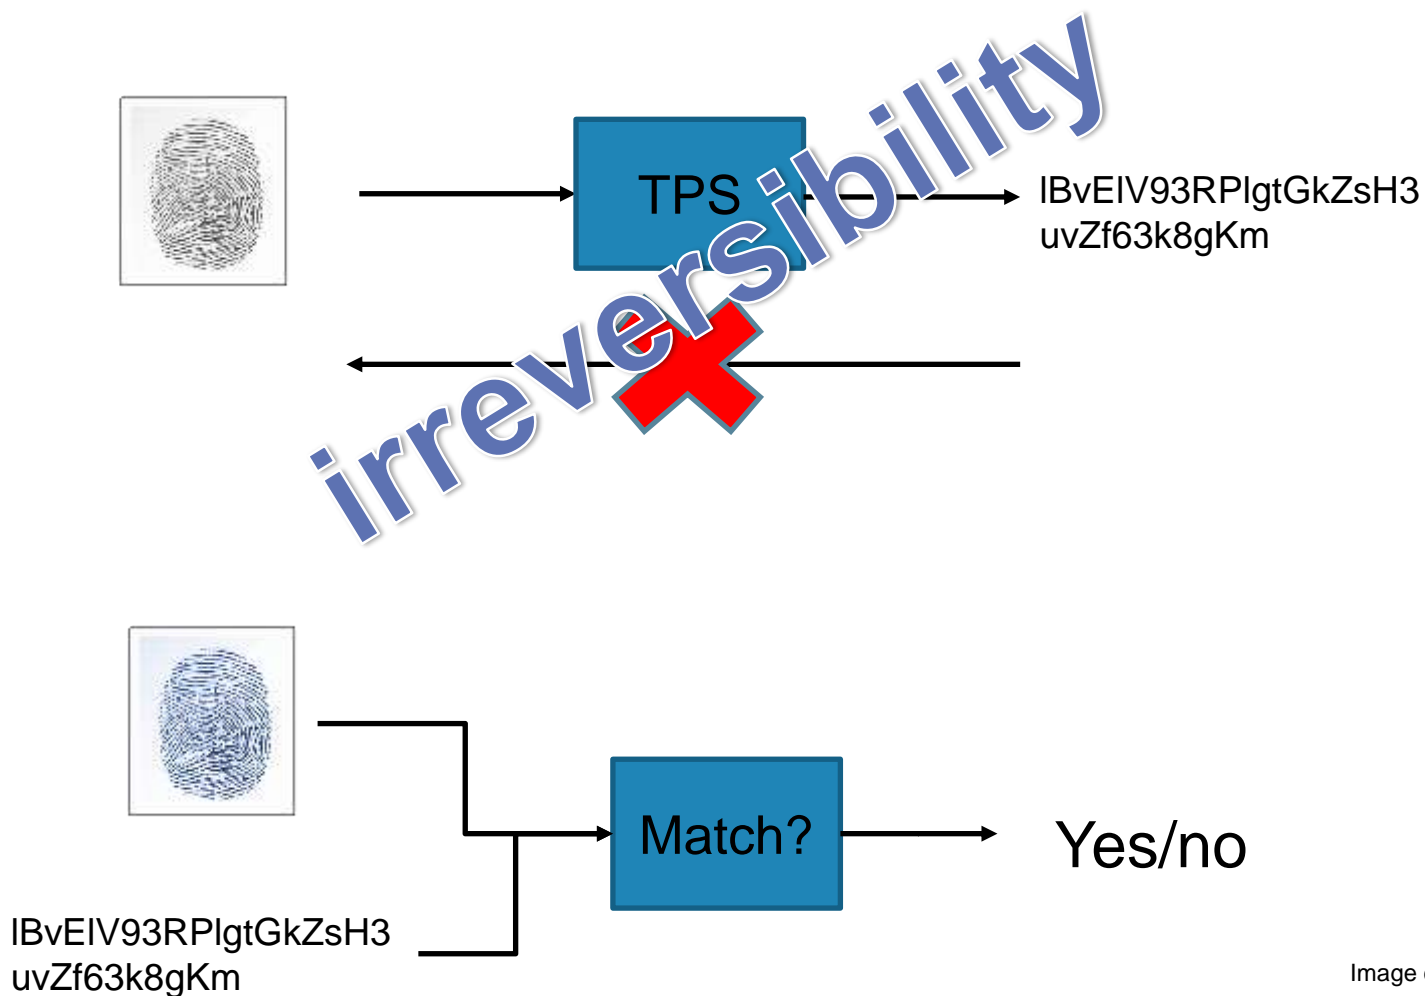 irreversibility
TPS
lBvElV93RPlgtGkZsH3
uvZf63k8gKm
Match?
Yes/no
lBvElV93RPlgtGkZsH3
uvZf63k8gKm
Image